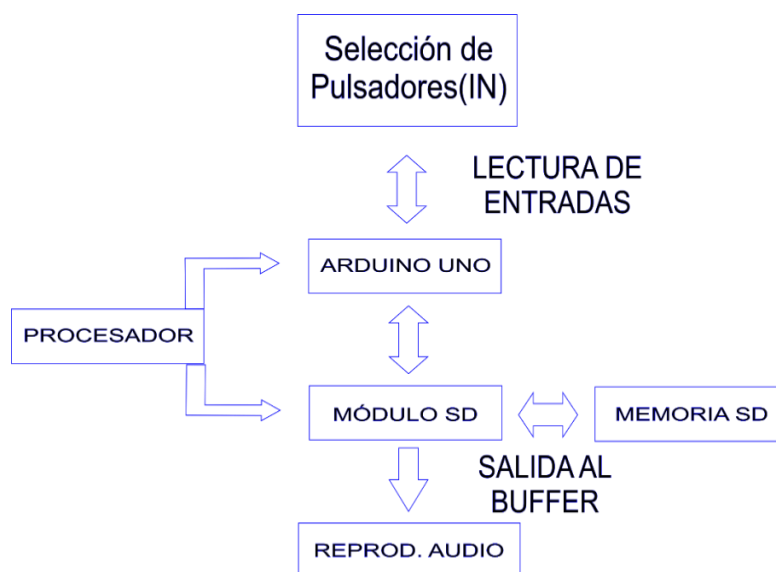 Selección de
Pulsadores(IN)
LECTURA DE
ENTRADAS
ARDUINO UNO
PROCESADOR
MÓDULO SD
MEMORIA SD
SALIDA AL
BUFFER
REPROD. AUDIO